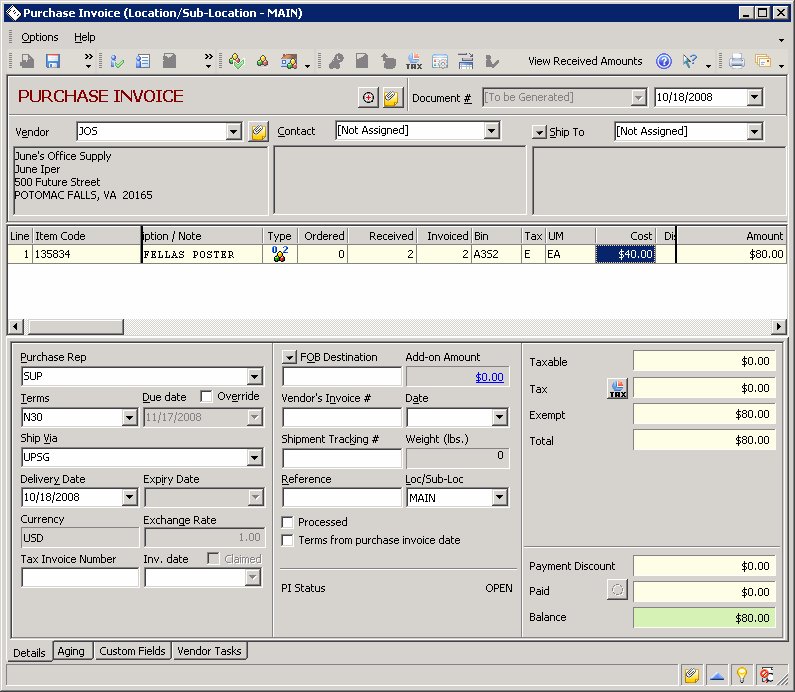 Purchase Invoice (Location/Sub-Location - MAIN)
Options Help
TAX View Received Amounts
PURCHASE INVOICE Document # [To be Generated] 10/18/2008
Vendor JOS Contact [Not Assigned] Ship To [Not Assigned]
June's Office Supply
June Iper
500 Future Street
POTOMAC FALLS, VA 20165
Line Item Code iption / Note Type Ordered Received Invoiced Bin Tax UM Cost Di Amount
1 135834 FELLAS POSTER 0 2 0 2 2 A352 E EA $40.00 $80.00
Purchase Rep
SUP
Terms Due date Override
N30 11/17/2008
Ship Via
UPSG
Delivery Date Expiry Date
10/18/2008
Currency Exchange Rate
USD 1.00
Tax Invoice Number Inv. date Claimed
FOB Destination Add-on Amount
$0.00
Vendor's Invoice # Date
Shipment Tracking # Weight (lbs.)
0
Reference Loc/Sub-Loc
MAIN
Processed
Terms from purchase invoice date
PI Status OPEN
Taxable $0.00
Tax TAX $0.00
Exempt $80.00
Total $80.00
Payment Discount $0.00
Paid $0.00
Balance $80.00
Details Aging Custom Fields Vendor Tasks